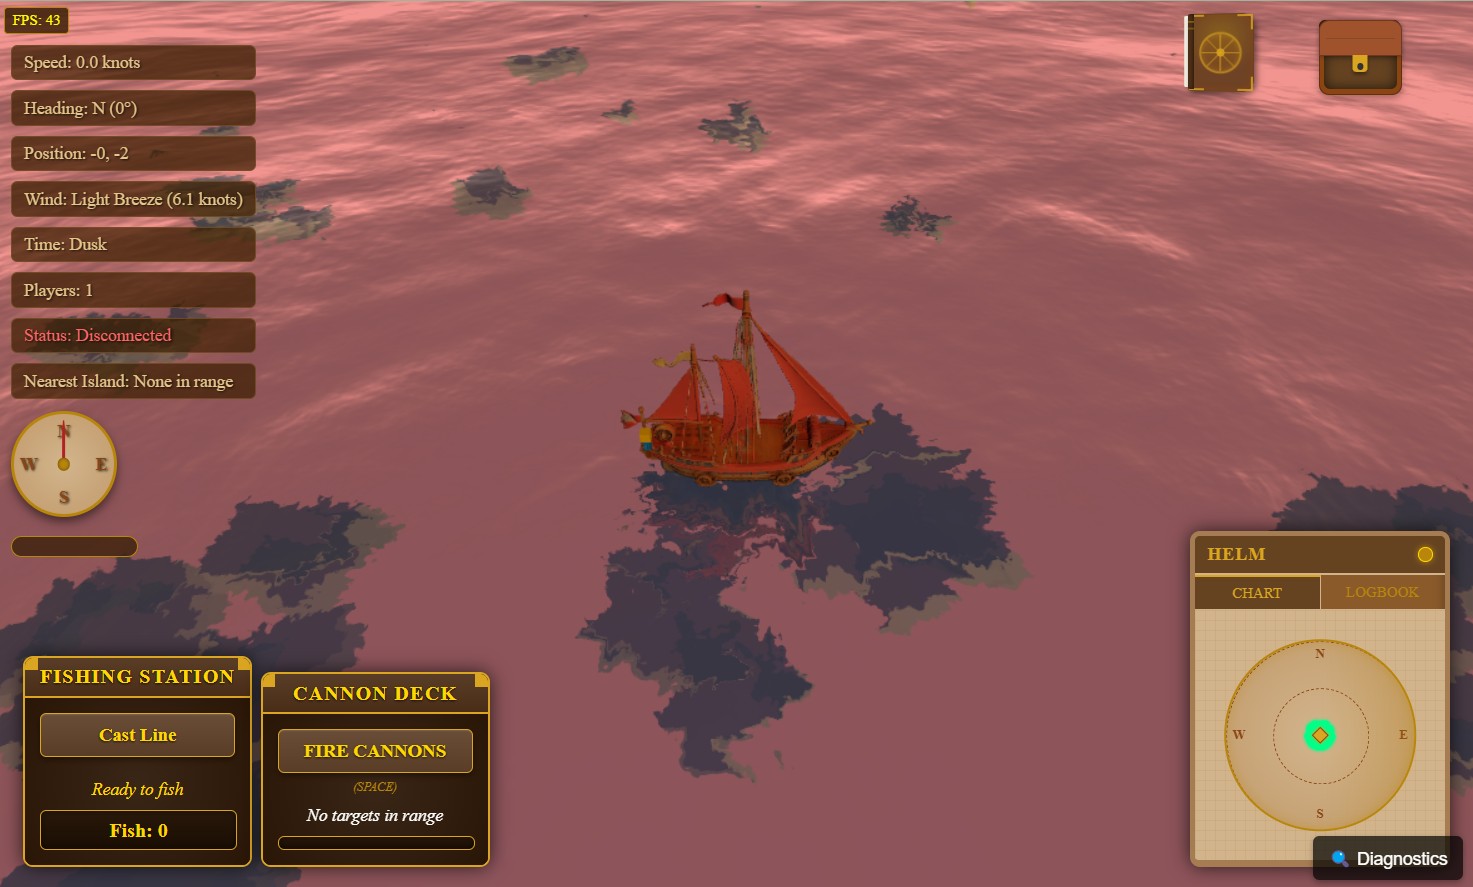 FPS: 43
Speed: 0.0 knots
Heading: N (0°)
Position: -0, -2
Wind: Light Breeze (6.1 knots)
Time: Dusk
Players: 1
Status: Disconnected
Nearest Island: None in range
N
W E
S
FISHING STATION
Cast Line
Ready to fish
Fish: 0
CANNON DECK
FIRE CANNONS
(SPACE)
No targets in range
HELM
CHART LOGBOOK
N
W E
S
Diagnostics